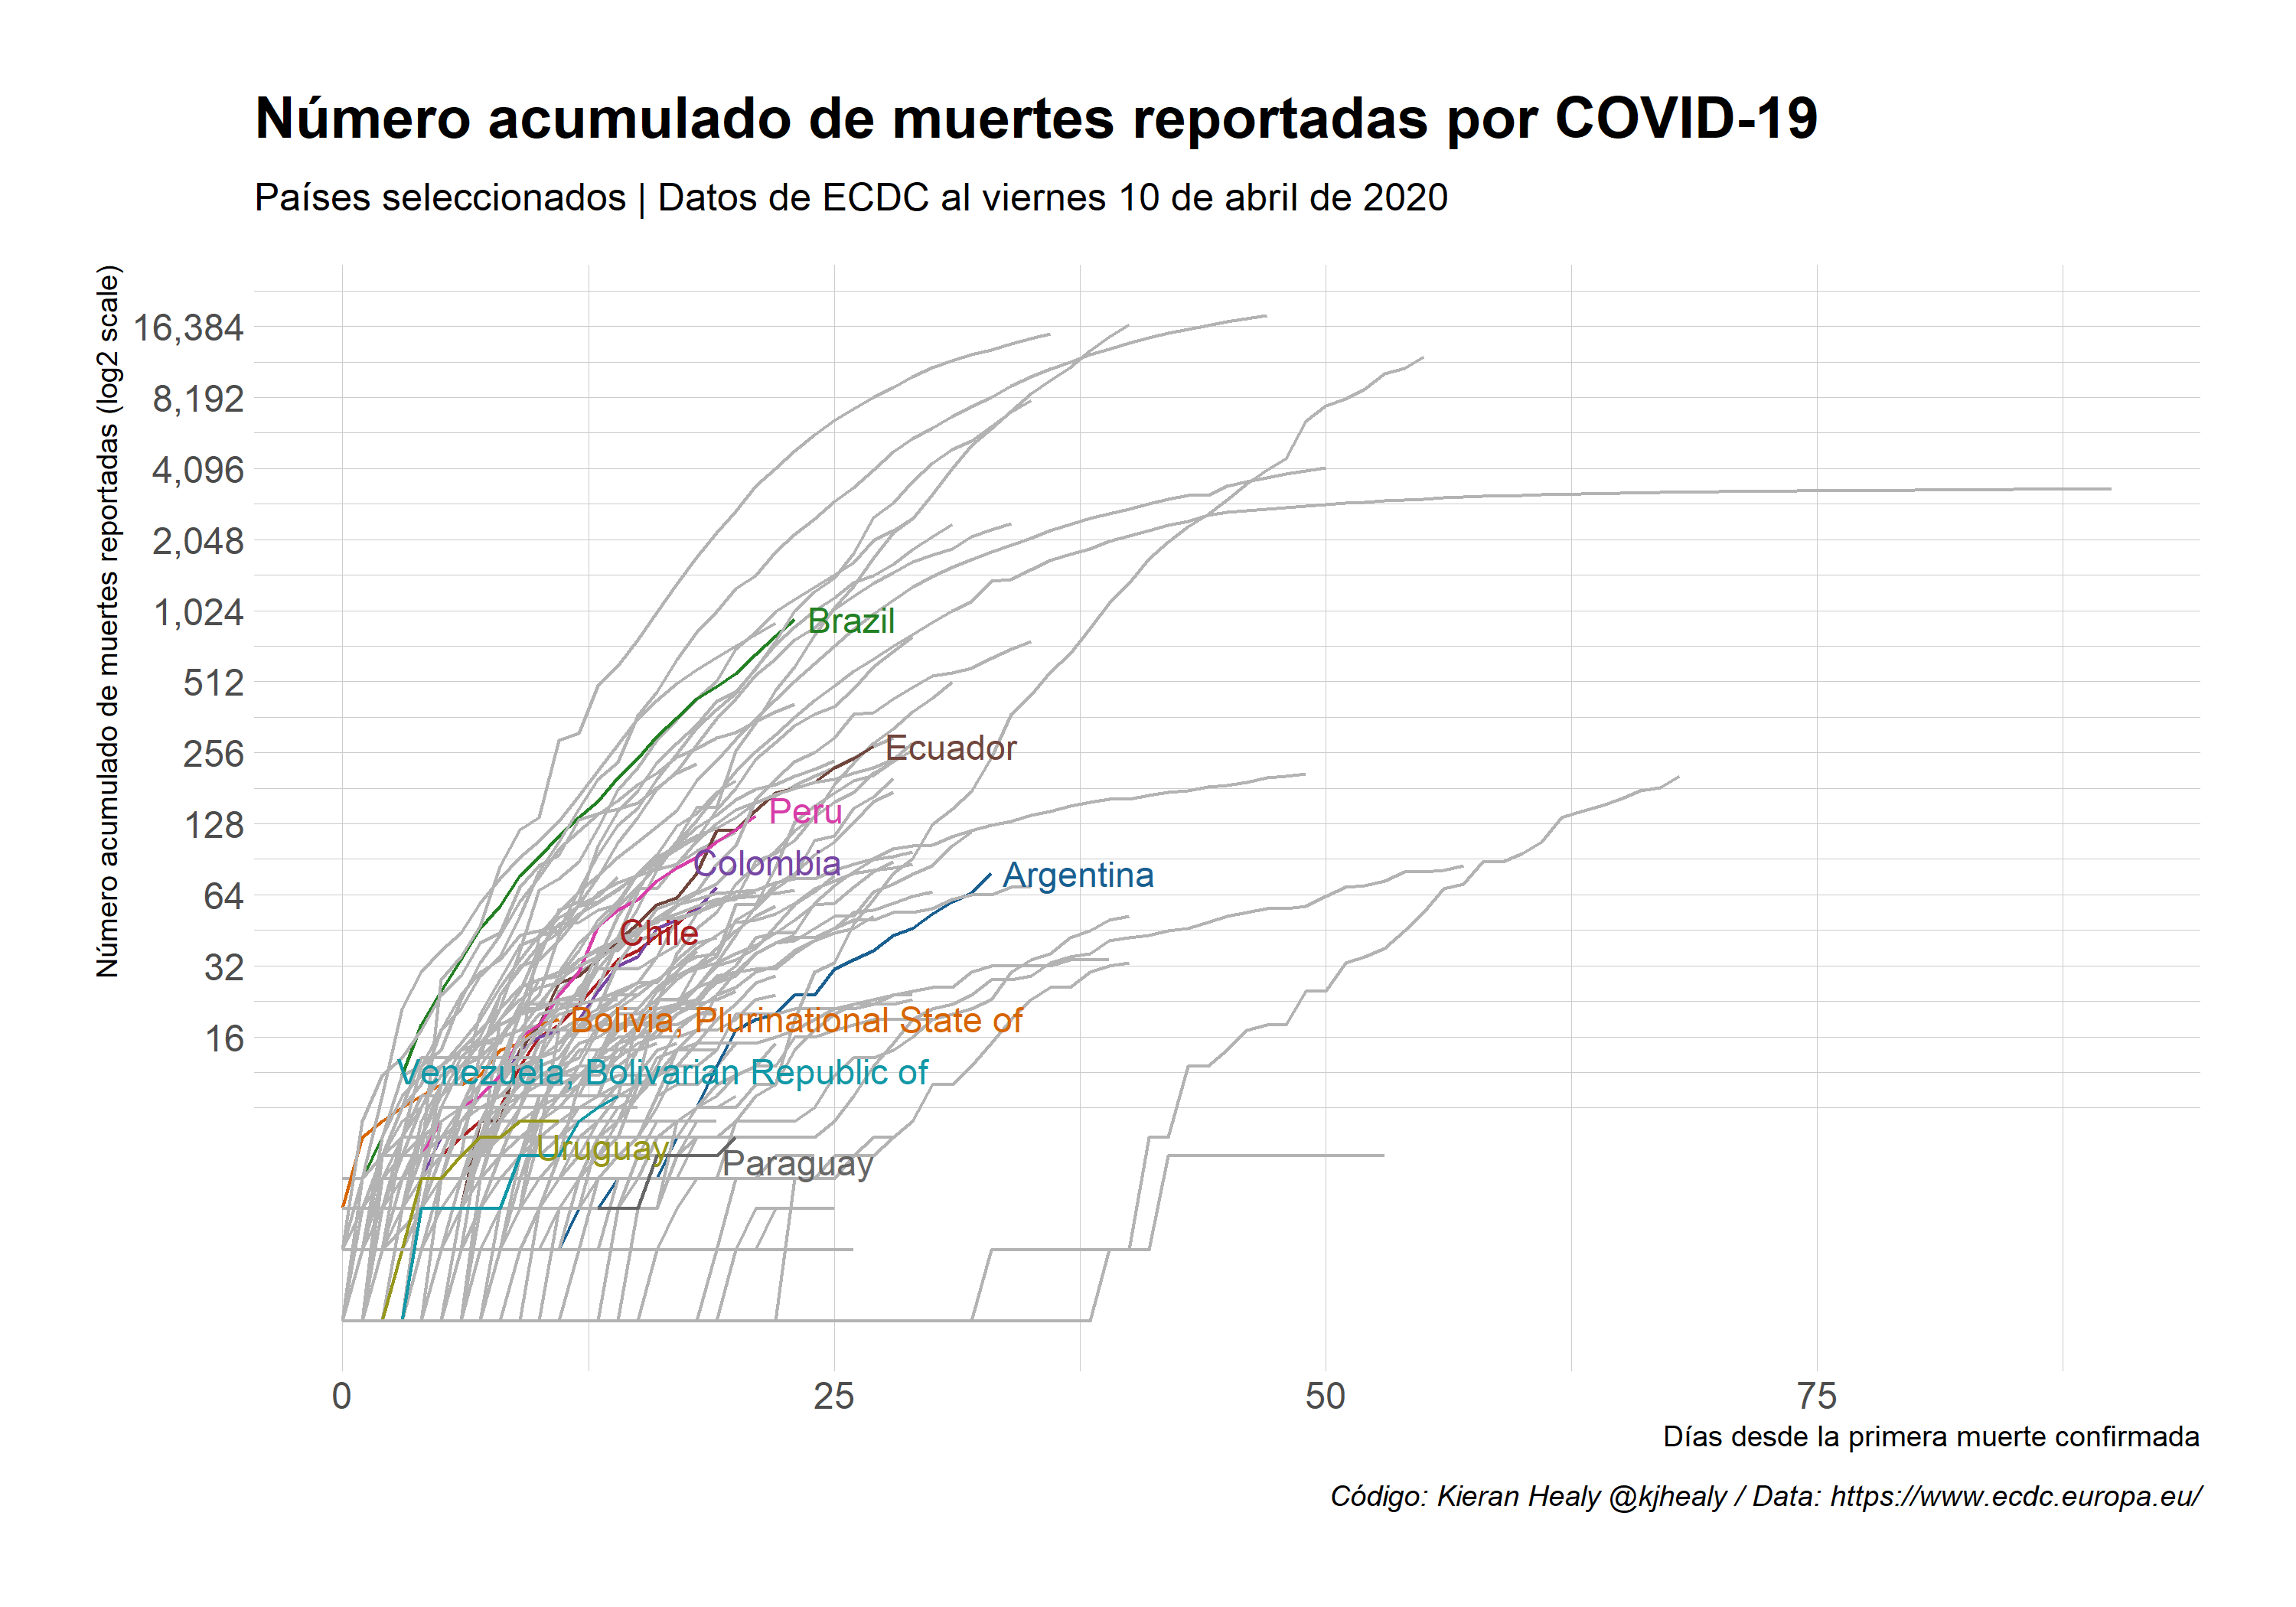 Número acumulado de muertes reportadas por COVID-19
Países seleccionados | Datos de ECDC al viernes 10 de abril de 2020
Número acumulado de muertes reportadas (log2 scale)
16,384
8,192
4,096
2,048
1,024
512
256
128
64
32
16
Brazil
Ecuador
Peru
Colombia
Argentina
Chile
Bolivia, Plurinational State of
Venezuela, Bolivarian Republic of
Uruguay
Paraguay
0 25 50 75
Días desde la primera muerte confirmada
Código: Kieran Healy @kjhealy / Data: https://www.ecdc.europa.eu/